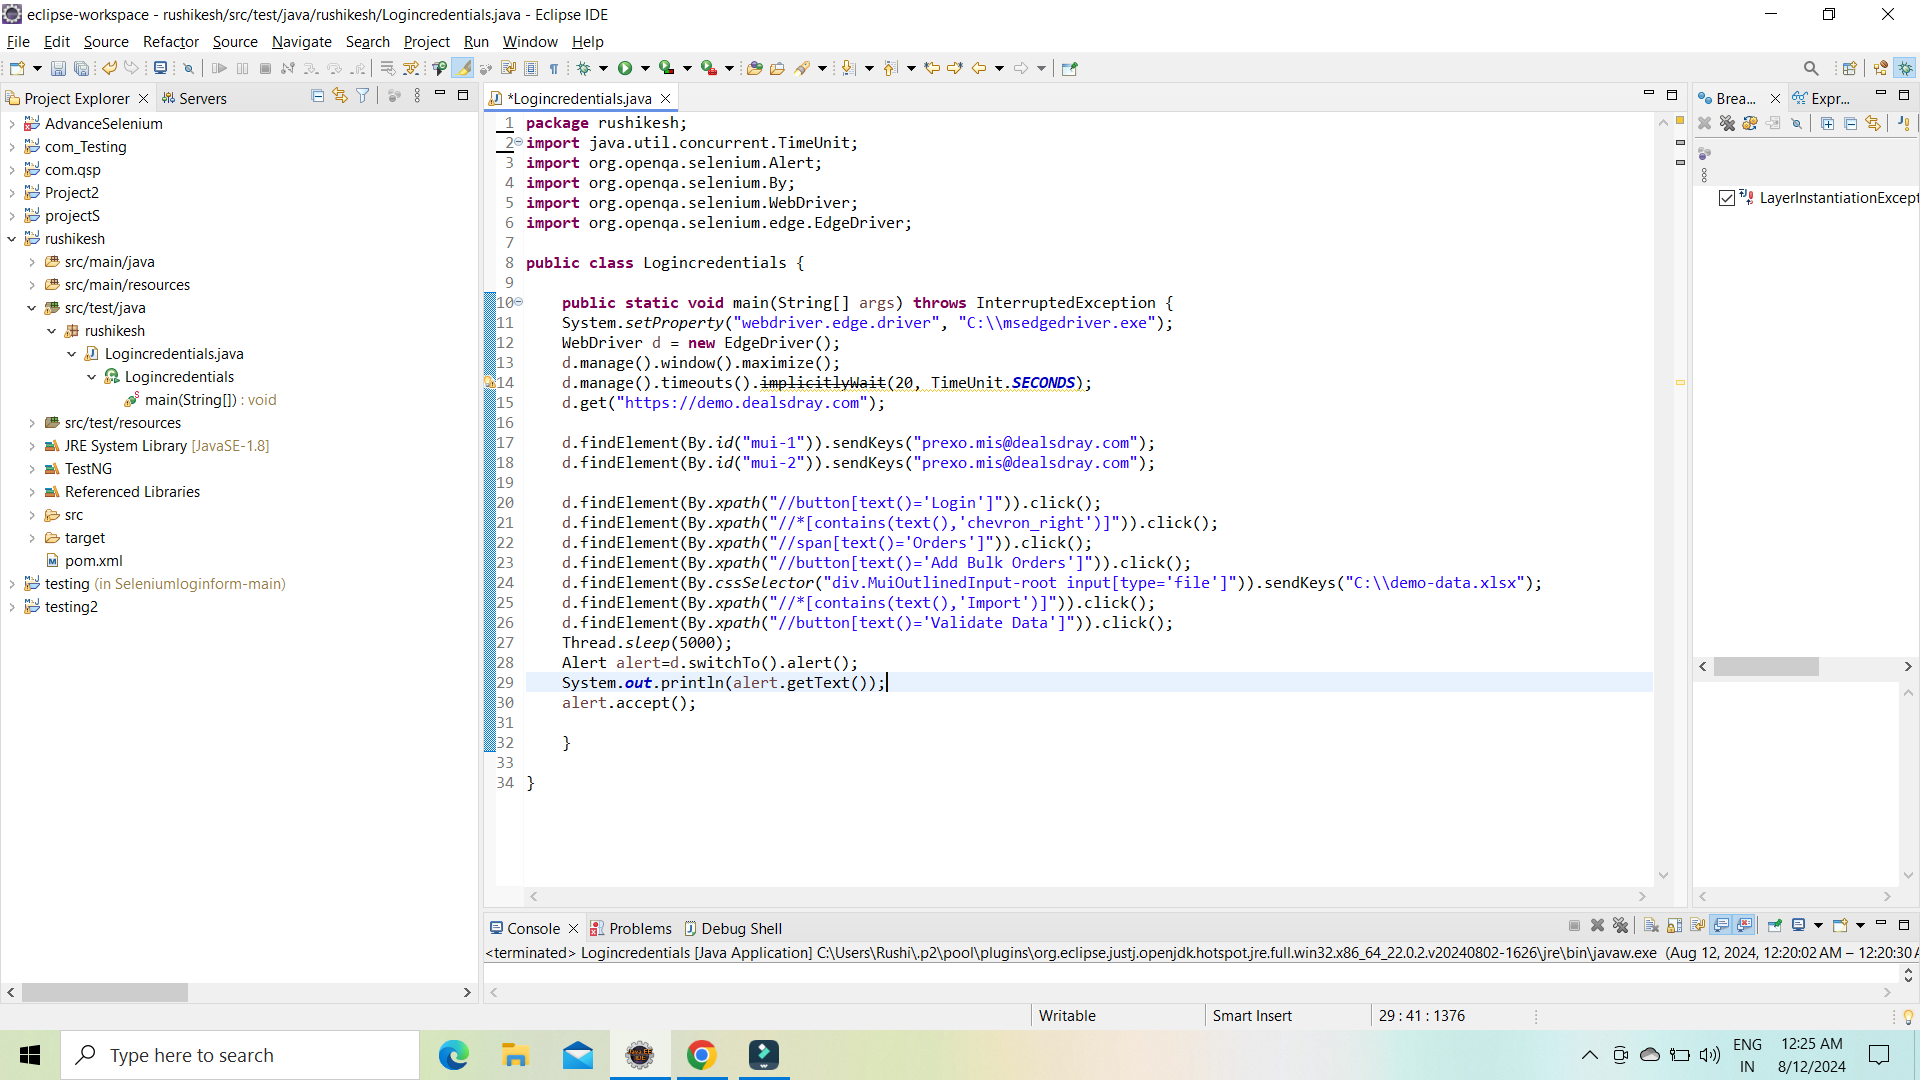 eclipse-workspace - rushikesh/src/test/java/rushikesh/Logincredentials.java - Eclipse IDE
File Edit Source Refactor Source Navigate Search Project Run Window Help
Project Explorer Servers
AdvanceSelenium
com_Testing
com.qsp
Project2
projectS
rushikesh
src/main/java
src/main/resources
src/test/java
rushikesh
Logincredentials.java
Logincredentials
main(String[]) : void
src/test/resources
JRE System Library [JavaSE-1.8]
TestNG
Referenced Libraries
src
target
pom.xml
testing (in Seleniumloginform-main)
testing2
*Logincredentials.java
1 package rushikesh;
2 import java.util.concurrent.TimeUnit;
3 import org.openqa.selenium.Alert;
4 import org.openqa.selenium.By;
5 import org.openqa.selenium.WebDriver;
6 import org.openqa.selenium.edge.EdgeDriver;
7
8 public class Logincredentials {
9
10 public static void main(String[] args) throws InterruptedException {
11 System.setProperty("webdriver.edge.driver", "C:\\msedgedriver.exe");
12 WebDriver d = new EdgeDriver();
13 d.manage().window().maximize();
14 d.manage().timeouts().implicitlyWait(20, TimeUnit.SECONDS);
15 d.get("https://demo.dealsdray.com");
16
17 d.findElement(By.id("mui-1")).sendKeys("prexo.mis@dealsdray.com");
18 d.findElement(By.id("mui-2")).sendKeys("prexo.mis@dealsdray.com");
19
20 d.findElement(By.xpath("//button[text()='Login']")).click();
21 d.findElement(By.xpath("//*[contains(text(),'chevron_right')]")).click();
22 d.findElement(By.xpath("//span[text()='Orders']")).click();
23 d.findElement(By.xpath("//button[text()='Add Bulk Orders']")).click();
24 d.findElement(By.cssSelector("div.MuiOutlinedInput-root input[type='file']")).sendKeys("C:\\demo-data.xlsx");
25 d.findElement(By.xpath("//*[contains(text(),'Import')]")).click();
26 d.findElement(By.xpath("//button[text()='Validate Data']")).click();
27 Thread.sleep(5000);
28 Alert alert=d.switchTo().alert();
29 System.out.println(alert.getText());
30 alert.accept();
31
32 }
33
34 }
Brea... Expr...
LayerInstantiationExcept
Console Problems Debug Shell
<terminated> Logincredentials [Java Application] C:\Users\Rushi\.p2\pool\plugins\org.eclipse.justj.openjdk.hotspot.jre.full.win32.x86_64_22.0.2.v20240802-1626\jre\bin\javaw.exe (Aug 12, 2024, 12:20:02 AM – 12:20:30 A
Writable Smart Insert 29 : 41 : 1376
Type here to search
ENG
IN
12:25 AM
8/12/2024